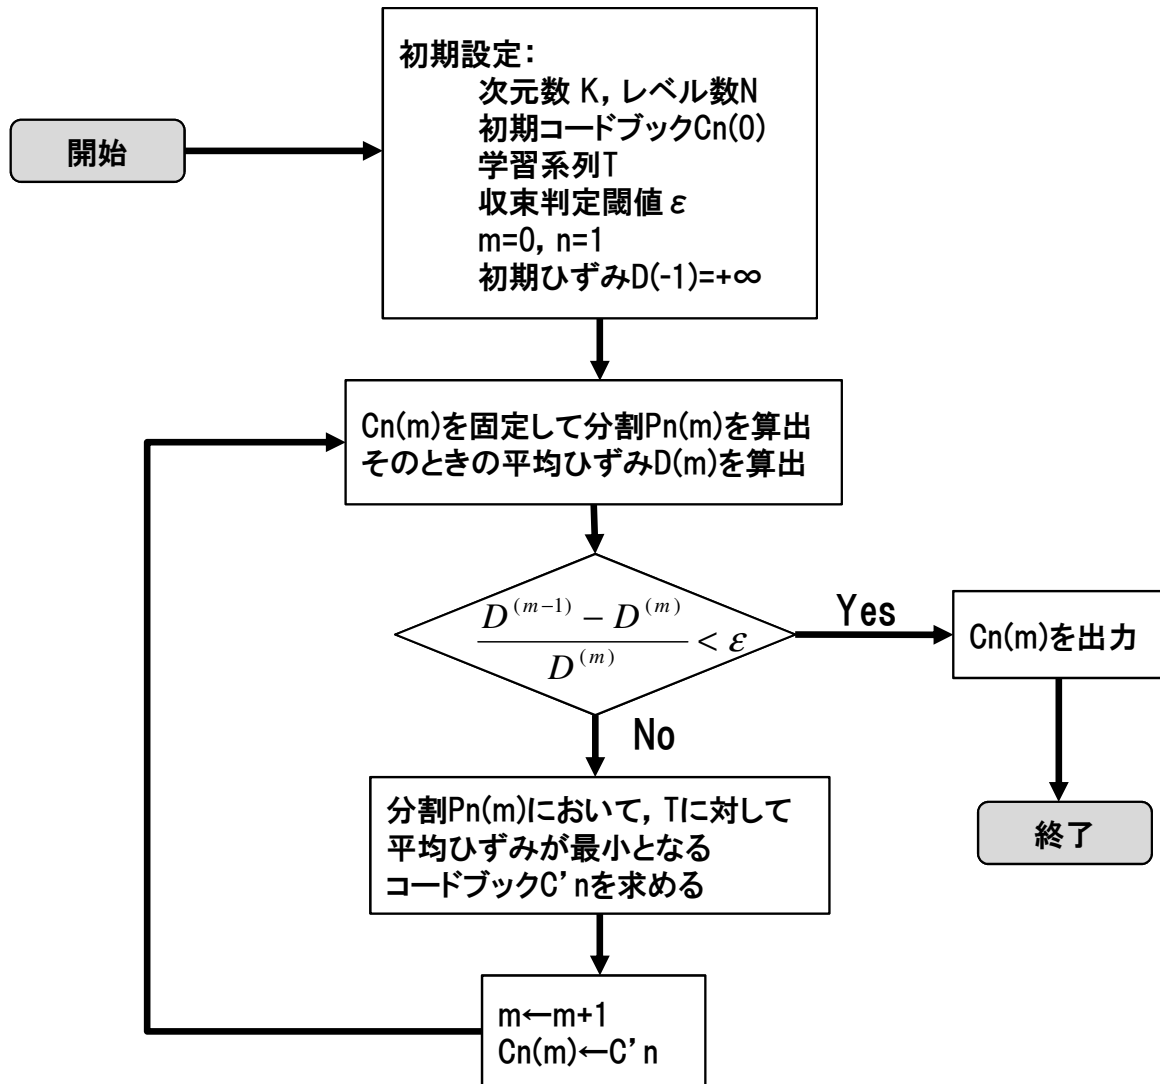 開始
初期設定:
次元数 K, レベル数N
初期コードブックCn(0)
学習系列T
収束判定閾値 ε
m=0, n=1
初期ひずみD(-1)=+∞
Cn(m)を固定して分割Pn(m)を算出
そのときの平均ひずみD(m)を算出
D^{(m-1)} - D^{(m)}
D^{(m)}
< ε
Yes
Cn(m)を出力
No
分割Pn(m)において, Tに対して
平均ひずみが最小となる
コードブックC’nを求める
終了
m←m+1
Cn(m)←C’n